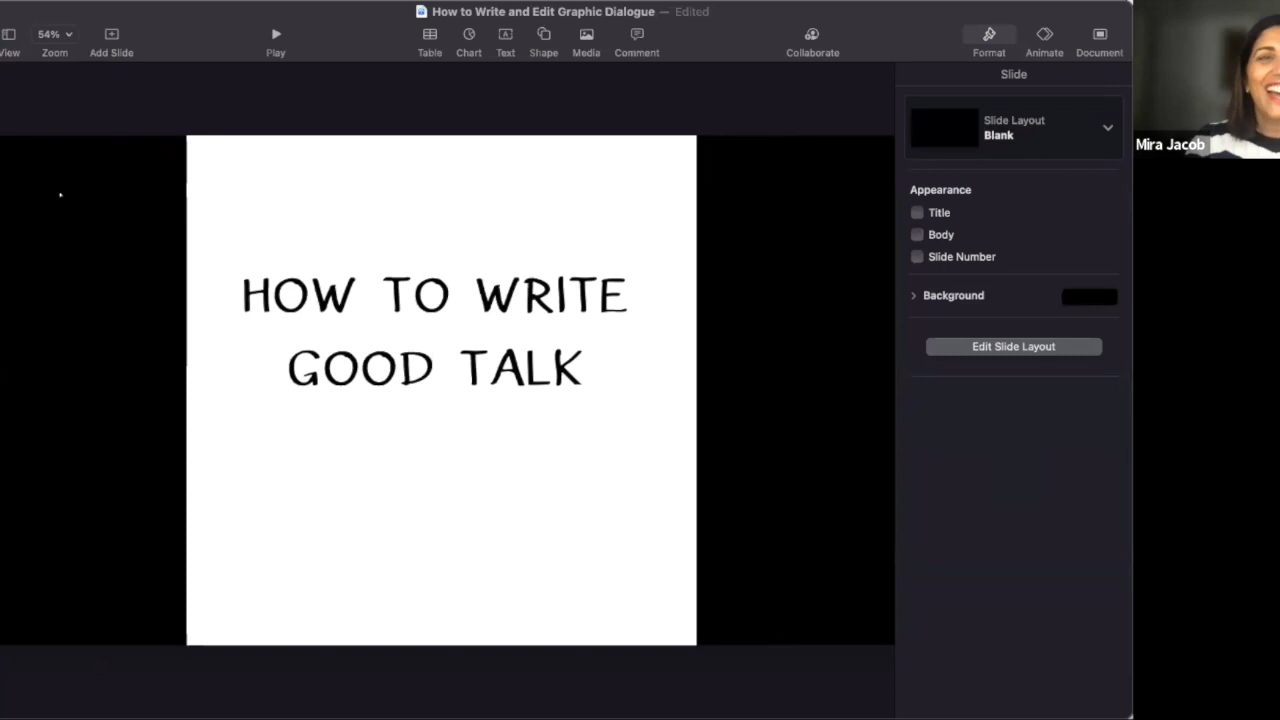 How to Write and Edit Graphic Dialogue — Edited
54%
View
Zoom
Add Slide
Play
Table
Chart
Text
Shape
Media
Comment
Collaborate
Format
Animate
Document
Slide
Slide Layout
Blank
Appearance
Title
Body
Slide Number
Background
Edit Slide Layout
HOW TO WRITE
GOOD TALK
Mira Jacob